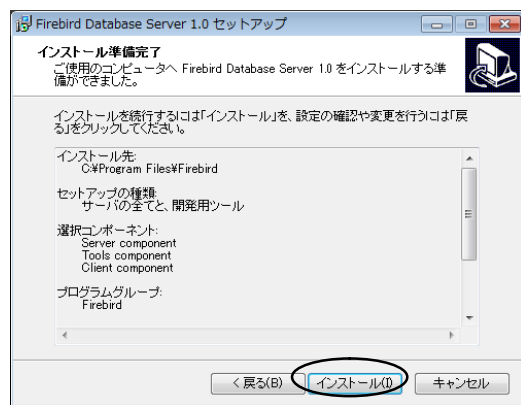 Firebird Database Server 1.0 セットアップ
インストール準備完了
ご使用のコンピュータへ Firebird Database Server 1.0 をインストールする準
備ができました。
インストールを続行するには「インストール」を、設定の確認や変更を行うには「戻
る」をクリックしてください。
インストール先:
C:¥Program Files¥Firebird
セットアップの種類:
サーバの全てと、開発用ツール
選択コンポーネント:
Server component
Tools component
Client component
プログラムグループ:
Firebird
< 戻る(B)
インストール(I)
キャンセル